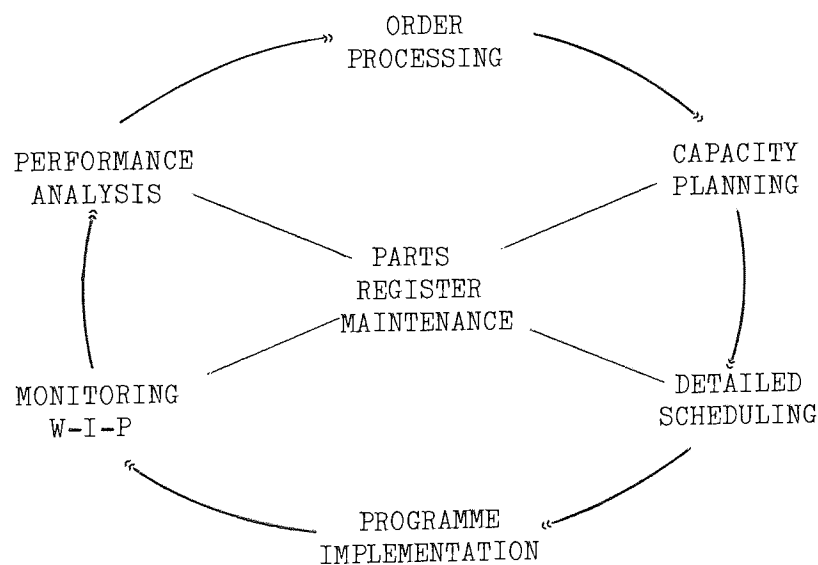 ORDER
PROCESSING
PERFORMANCE
ANALYSIS
CAPACITY
PLANNING
PARTS
REGISTER
MAINTENANCE
MONITORING
W-I-P
DETAILED
SCHEDULING
PROGRAMME
IMPLEMENTATION